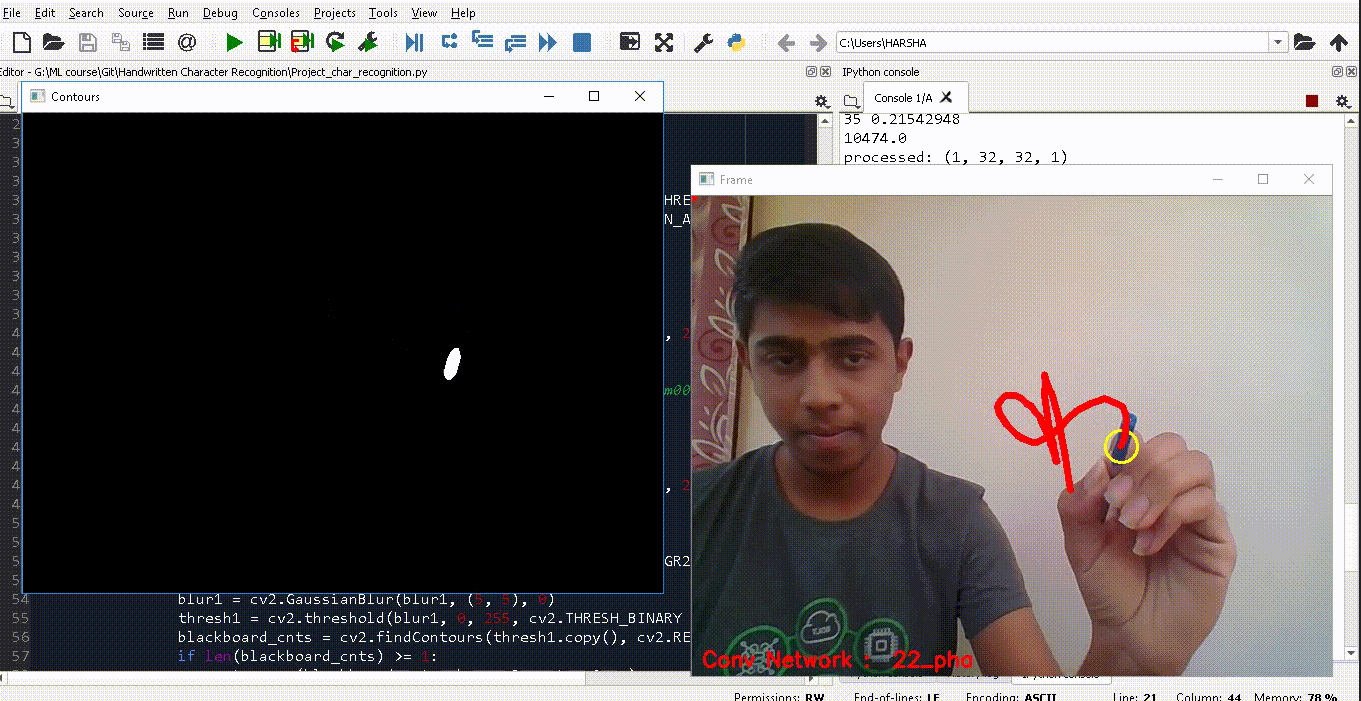 File Edit Search Source Run Debug Consoles Projects Tools View Help
C:\Users\HARSHA
Editor - G:\ML course\Git\Handwritten Character Recognition\Project_char_recognition.py
IPython console
Contours
Console 1/A
35 0.21542948
10474.0
processed: (1, 32, 32, 1)
Frame
HRE
N_A
, 2
m00
, 2
GR2
54 blur1 = cv2.GaussianBlur(blur1, (5, 5), 0)
55 thresh1 = cv2.threshold(blur1, 0, 255, cv2.THRESH_BINARY
56 blackboard_cnts = cv2.findContours(thresh1.copy(), cv2.RE
57 if len(blackboard_cnts) >= 1:
Conv Network : 22_pha
Permissions: RW End-of-lines: LF Encoding: ASCII Line: 21 Column: 44 Memory: 78 %